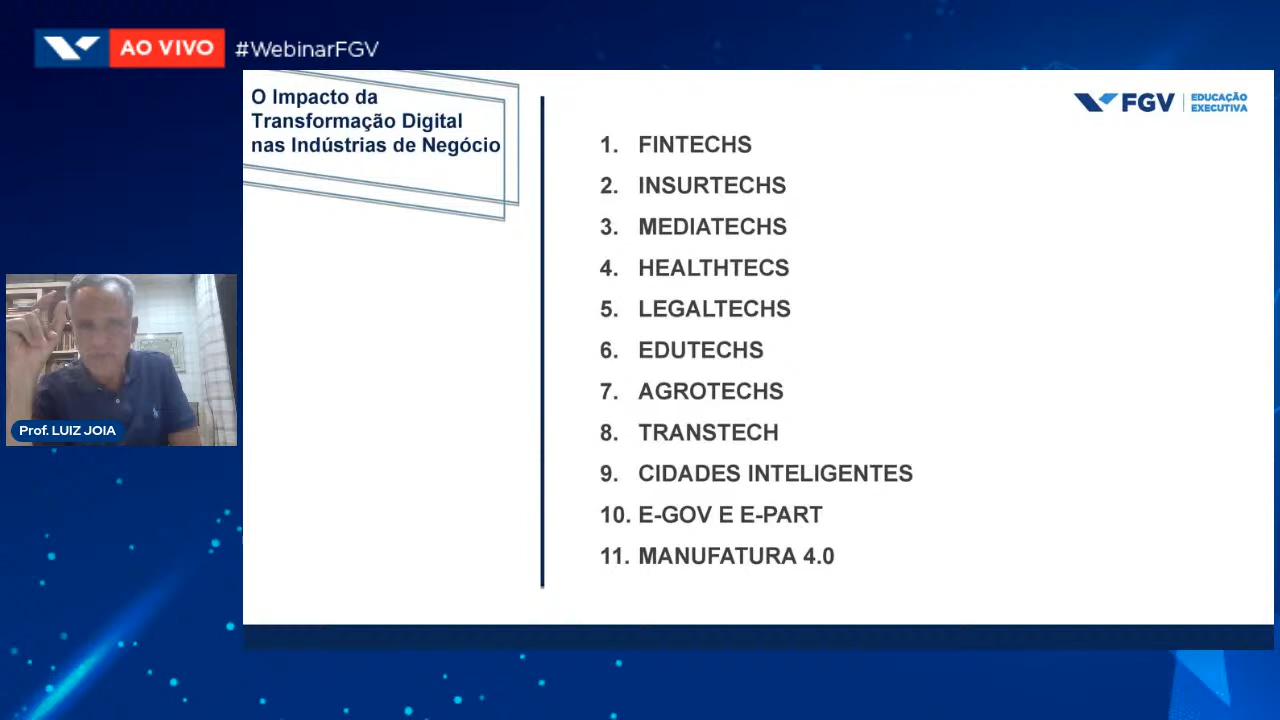 AO VIVO
#WebinarFGV
O Impacto da
Transformação Digital
nas Indústrias de Negócio
FGV
EDUCAÇÃO
EXECUTIVA
1. FINTECHS
2. INSURTECHS
3. MEDIATECHS
4. HEALTHTECS
5. LEGALTECHS
6. EDUTECHS
7. AGROTECHS
8. TRANSTECH
9. CIDADES INTELIGENTES
10. E-GOV E E-PART
11. MANUFATURA 4.0
Prof. LUIZ JOIA